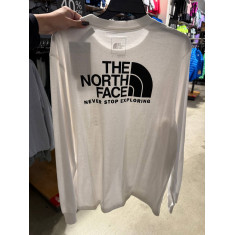 THE
NORTH
FACE
NEVER STOP EXPLORING